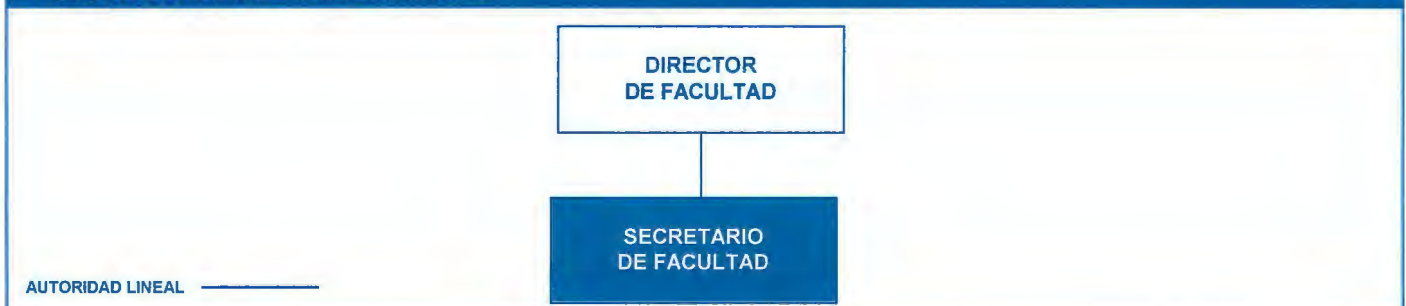 DIRECTOR
DE FACULTAD
SECRETARIO
DE FACULTAD
AUTORIDAD LINEAL